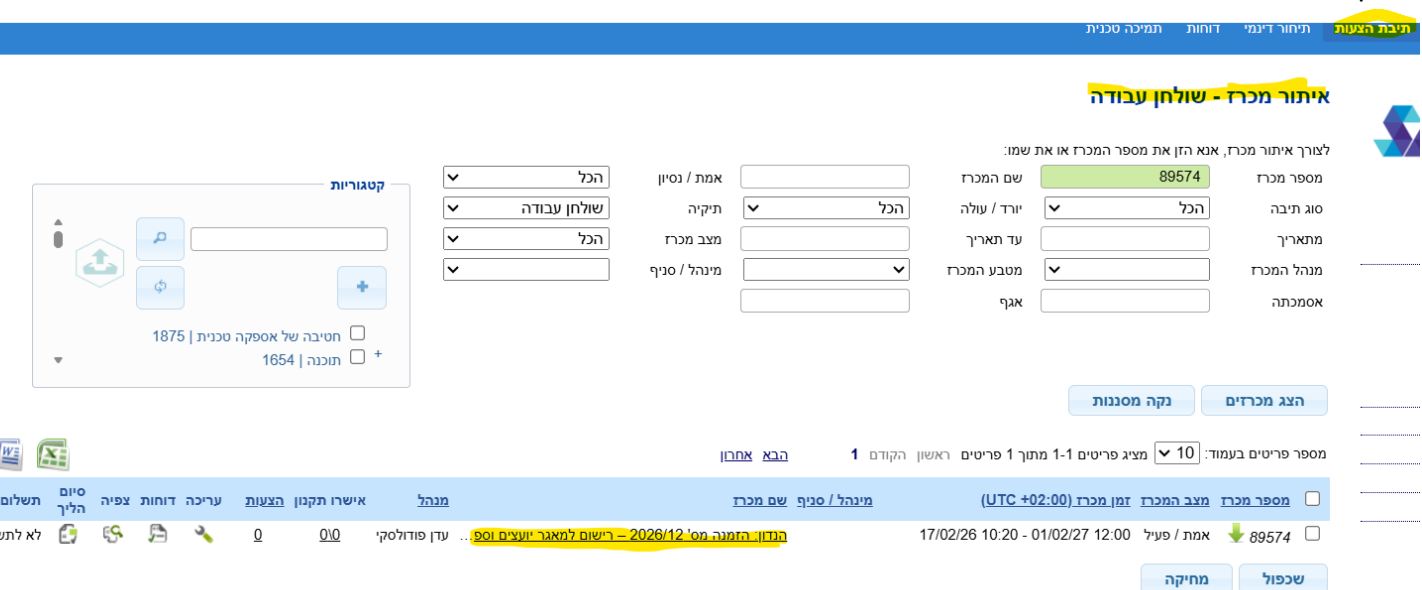 תיבת הצעות תיחור דינמי דוחות תמיכה טכנית
איתור מכרז - שולחן עבודה
לצורך איתור מכרז, אנא הזן את מספר המכרז או את שמו:
מספר מכרז 89574 שם המכרז אמת / נסיון הכל
סוג תיבה הכל יורד / עולה הכל תיקיה שולחן עבודה
מתאריך עד תאריך מצב מכרז הכל
מנהל המכרז מטבע המכרז מינהל / סניף
אסמכתה אגף
קטגוריות
חטיבה של אספקה טכנית | 1875
+ תוכנה | 1654
הצג מכרזים נקה מסננות
מספר פריטים בעמוד: 10 מציג פריטים 1-1 מתוך 1 פריטים ראשון הקודם 1 הבא אחרון
מספר מכרז מצב המכרז זמן מכרז (UTC +02:00) מינהל / סניף שם מכרז מנהל אישרו תקנון הצעות עריכה דוחות צפיה סיום הליך תשלום
89574 אמת / פעיל 17/02/26 10:20 - 01/02/27 12:00 הנדון: הזמנה מס' 2026/12 – רישום למאגר יועצים וספ... עדן פודולסקי 0\0 0 לא
שכפול מחיקה